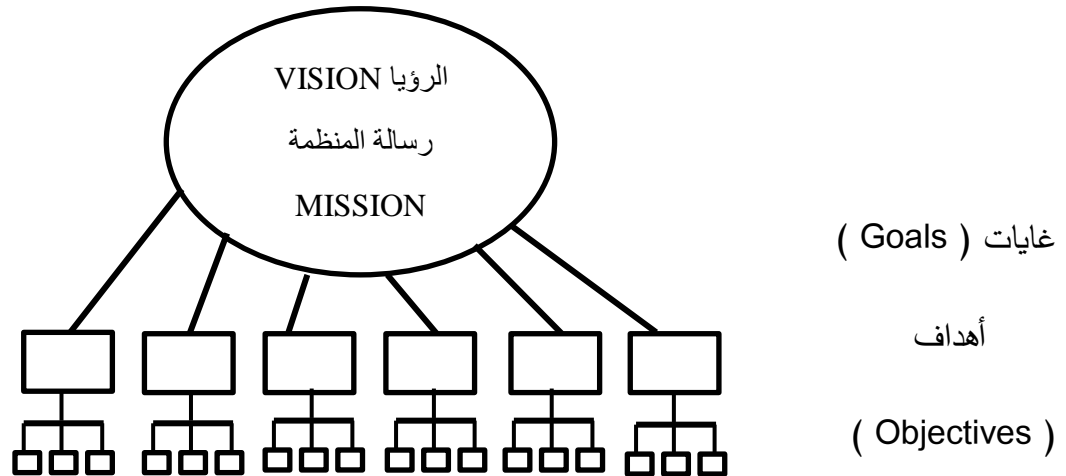 الرؤيا VISION
رسالة المنظمة
MISSION
غايات ( Goals )
أهداف
( Objectives )